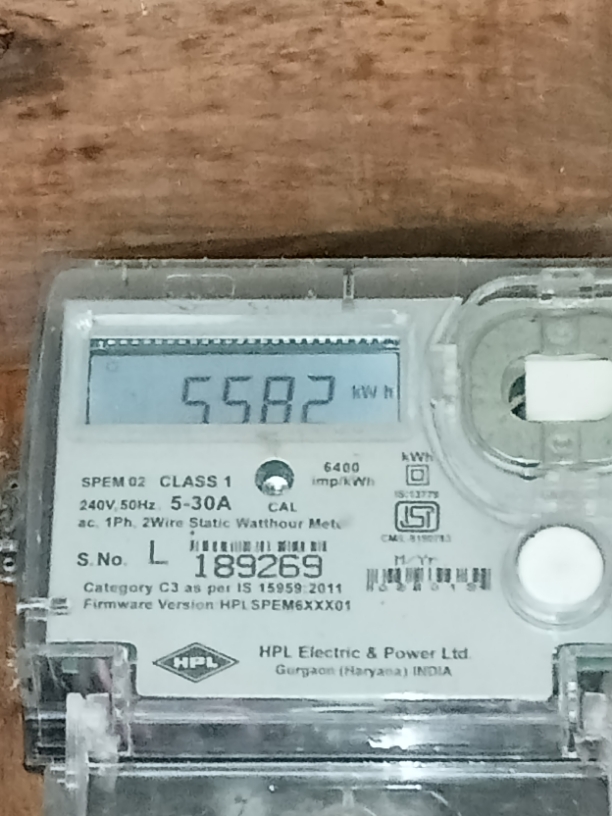 5582 kWh
kWh
SPEM 02 CLASS 1
6400
imp/kWh
240V, 50Hz. 5-30A
CAL
IS:13779
ac. 1Ph, 2Wire Static Watthour
S.No. L 189269
M/Yr
Category C3 as per IS 15959:2011
Firmware Version HPLSPEM6XXX01
HPL
HPL Electric & Power Ltd.
Gurgaon (Haryana) INDIA